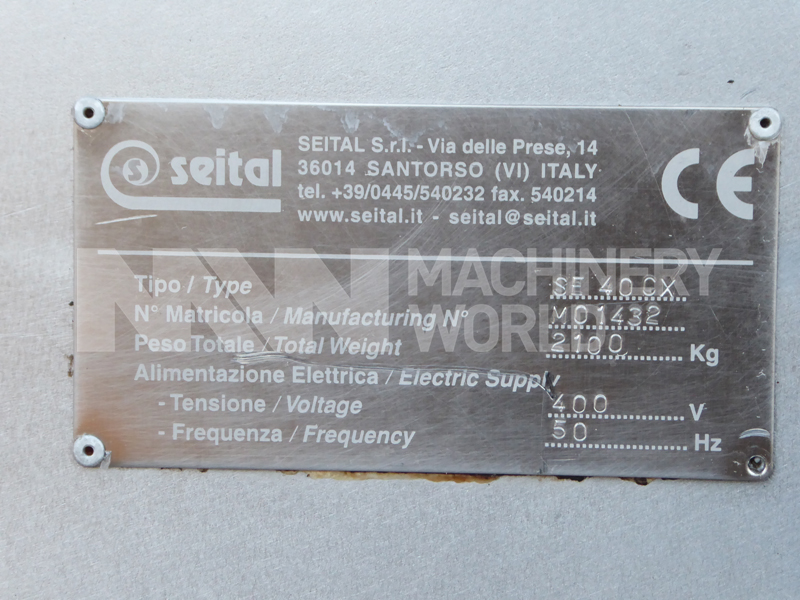 seital
SEITAL S.r.l. - Via delle Prese, 14
36014 SANTORSO (VI) ITALY
tel. +39/0445/540232 fax. 540214
www.seital.it - seital@seital.it
CE
MW MACHINERY WORLD
Tipo / Type SE 400X
N° Matricola / Manufacturing N° M01432
Peso Totale / Total Weight 2100 Kg
Alimentazione Elettrica / Electric Supply
- Tensione / Voltage 400 V
- Frequenza / Frequency 50 Hz